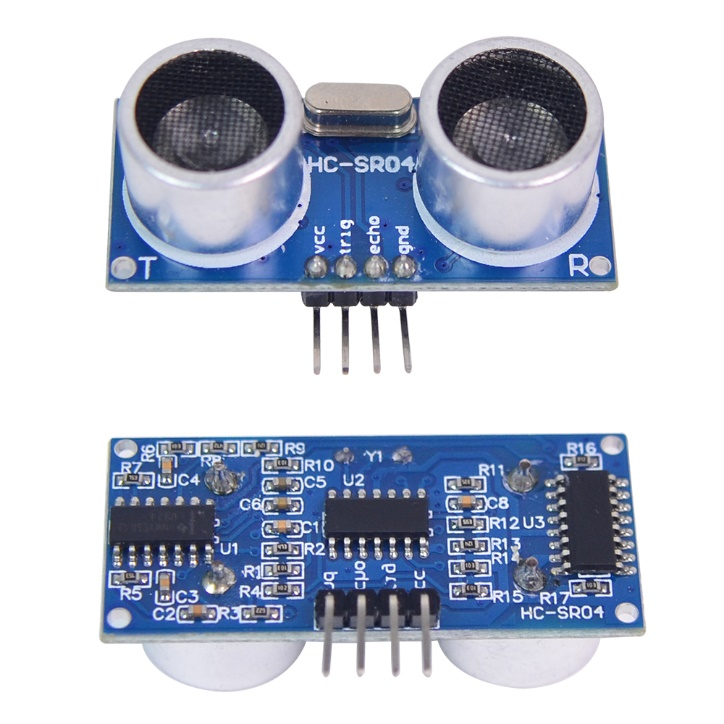 HC-SR04
vcc
trig
echo
gnd
T
R
R6
R8
R9
Y1
R16
R7
C4
R10
C5
U2
R11
C6
C8
C1
R12
U3
U1
R2
R13
R14
R1
R5
C3
R4
R15
R17
C2
R3
HC-SR04